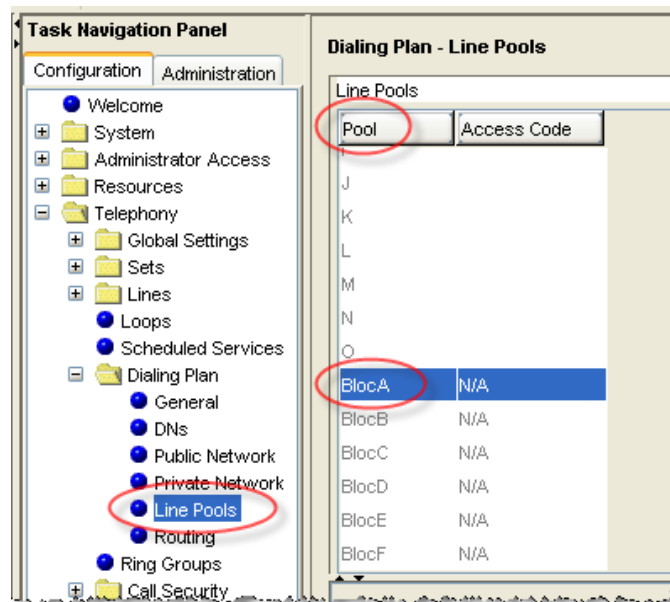 Task Navigation Panel
Configuration
Administration
Welcome
System
Administrator Access
Resources
Telephony
Global Settings
Sets
Lines
Loops
Scheduled Services
Dialing Plan
General
DNs
Public Network
Private Network
Line Pools
Routing
Ring Groups
Call Security
Dialing Plan - Line Pools
Line Pools
Pool Access Code
J
K
L
M
N
O
BlocA N/A
BlocB N/A
BlocC N/A
BlocD N/A
BlocE N/A
BlocF N/A